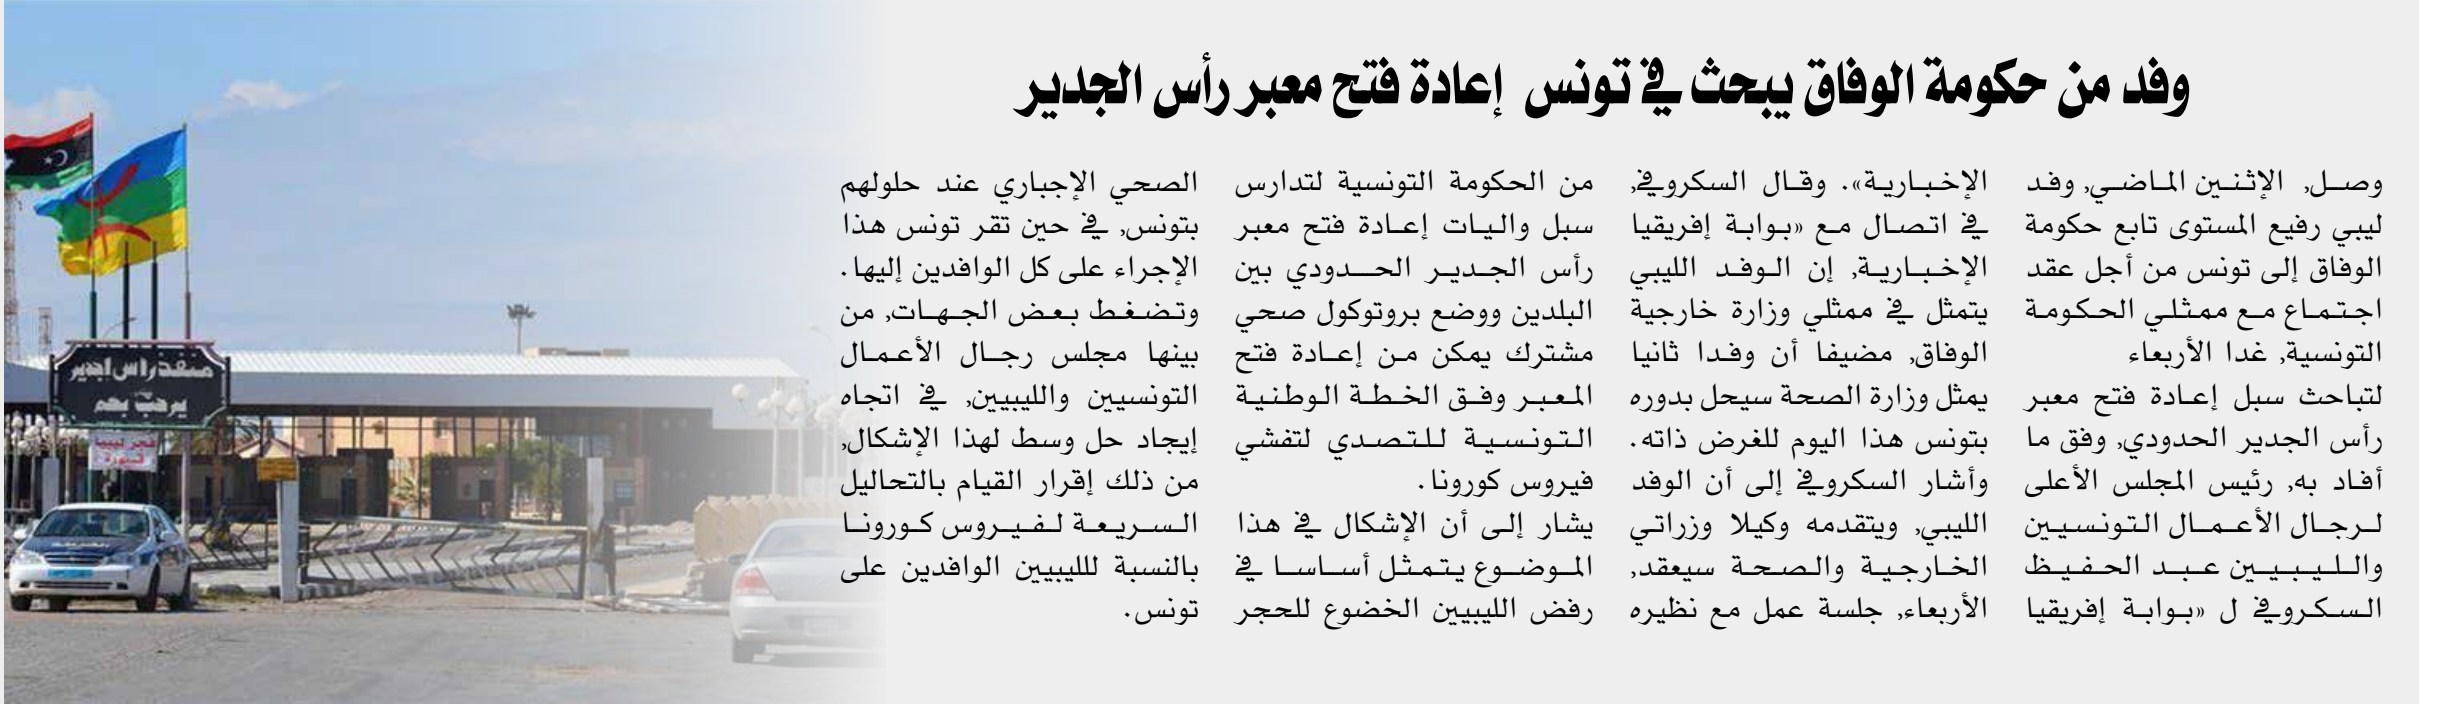 وفد من حكومة الوفاق يبحث في تونس إعادة فتح معبر رأس الجدير
وصل, الإثنين الماضي, وفد
ليبي رفيع المستوى تابع حكومة
الوفاق إلى تونس من أجل عقد
اجتماع مع ممثلي الحكومة
التونسية, غدا الأربعاء
لتباحث سبل إعادة فتح معبر
رأس الجدير الحدودي, وفق ما
أفاد به, رئيس المجلس الأعلى
لرجال الأعمال التونسيين
والليبيين عبد الحفيظ
السكروفي ل «بوابة إفريقيا
الإخبارية». وقال السكروفي,
في اتصال مع «بوابة إفريقيا
الإخبارية, إن الوفد الليبي
يتمثل في ممثلي وزارة خارجية
الوفاق, مضيفا أن وفدا ثانيا
يمثل وزارة الصحة سيحل بدوره
بتونس هذا اليوم للغرض ذاته.
وأشار السكروفي إلى أن الوفد
الليبي, ويتقدمه وكيلا وزراتي
الخارجية والصحة سيعقد,
الأربعاء, جلسة عمل مع نظيره
من الحكومة التونسية لتدارس
سبل واليات إعادة فتح معبر
رأس الجدير الحدودي بين
البلدين ووضع بروتوكول صحي
مشترك يمكن من إعادة فتح
المعبر وفق الخطة الوطنية
التونسية للتصدي لتفشي
فيروس كورونا.
يشار إلى أن الإشكال في هذا
الموضوع يتمثل أساسا في
رفض الليبيين الخضوع للحجر
الصحي الإجباري عند حلولهم
بتونس, في حين تقر تونس هذا
الإجراء على كل الوافدين إليها.
وتضغط بعض الجهات, من
بينها مجلس رجال الأعمال
التونسيين والليبيين, في اتجاه
إيجاد حل وسط لهذا الإشكال,
من ذلك إقرار القيام بالتحاليل
السريعة لفيروس كورونا
بالنسبة لليبيين الوافدين على
تونس.
منفذ راس اجدير
يرحب بكم